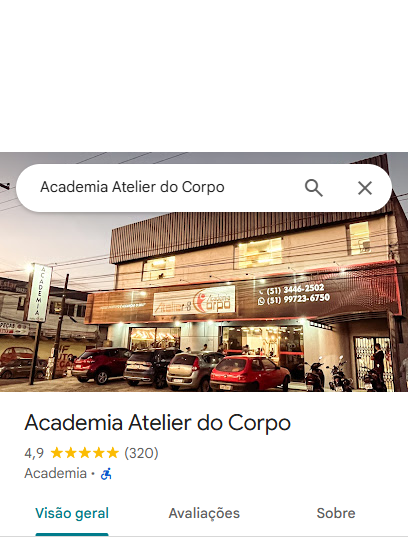 Academia Atelier do Corpo
ACADEMIA
Atelier do Corpo
(51) 3446-2502
(51) 99723-6750
PEÇAS
Academia Atelier do Corpo
4,9 ★★★★★ (320)
Academia ·
Visão geral
Avaliações
Sobre